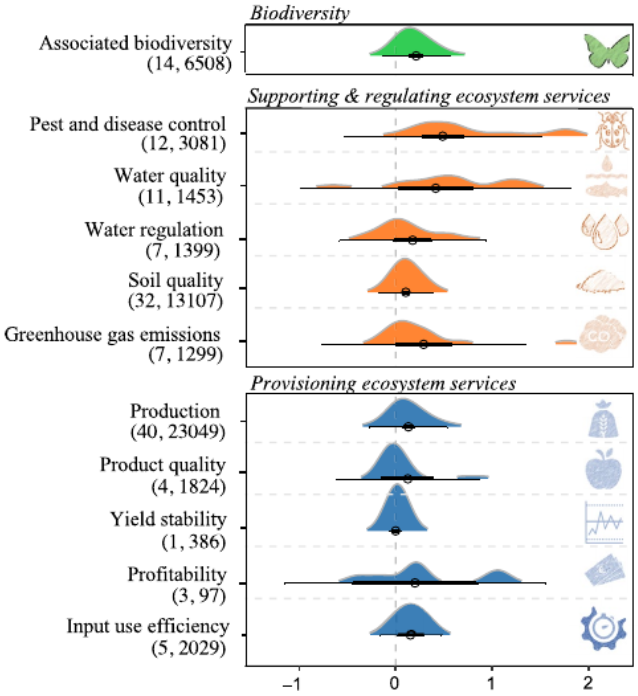 Biodiversity
Associated biodiversity
(14, 6508)
Supporting & regulating ecosystem services
Pest and disease control
(12, 3081)
Water quality
(11, 1453)
Water regulation
(7, 1399)
Soil quality
(32, 13107)
Greenhouse gas emissions
(7, 1299)
CO
Provisioning ecosystem services
Production
(40, 23049)
Product quality
(4, 1824)
Yield stability
(1, 386)
Profitability
(3, 97)
Input use efficiency
(5, 2029)
−1 0 1 2